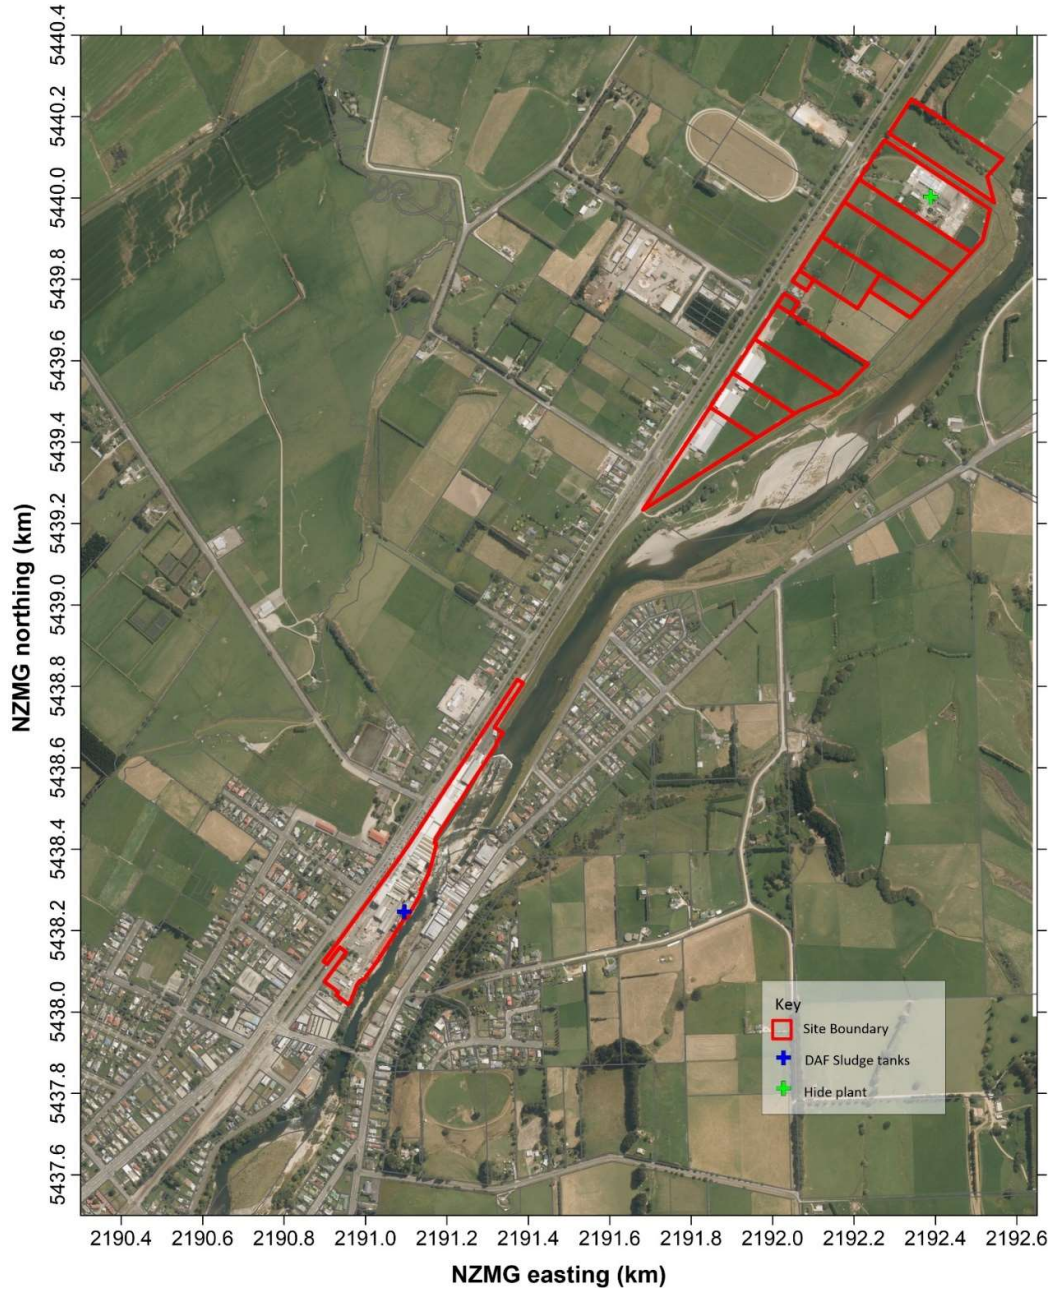 5440.4
5440.2
5440.0
5439.8
5439.6
5439.4
5439.2
5439.0
5438.8
5438.6
5438.4
5438.2
5438.0
5437.8
5437.6
NZMG northing (km)
Key
Site Boundary
DAF Sludge tanks
Hide plant
2190.4 2190.6 2190.8 2191.0 2191.2 2191.4 2191.6 2191.8 2192.0 2192.2 2192.4 2192.6
NZMG easting (km)